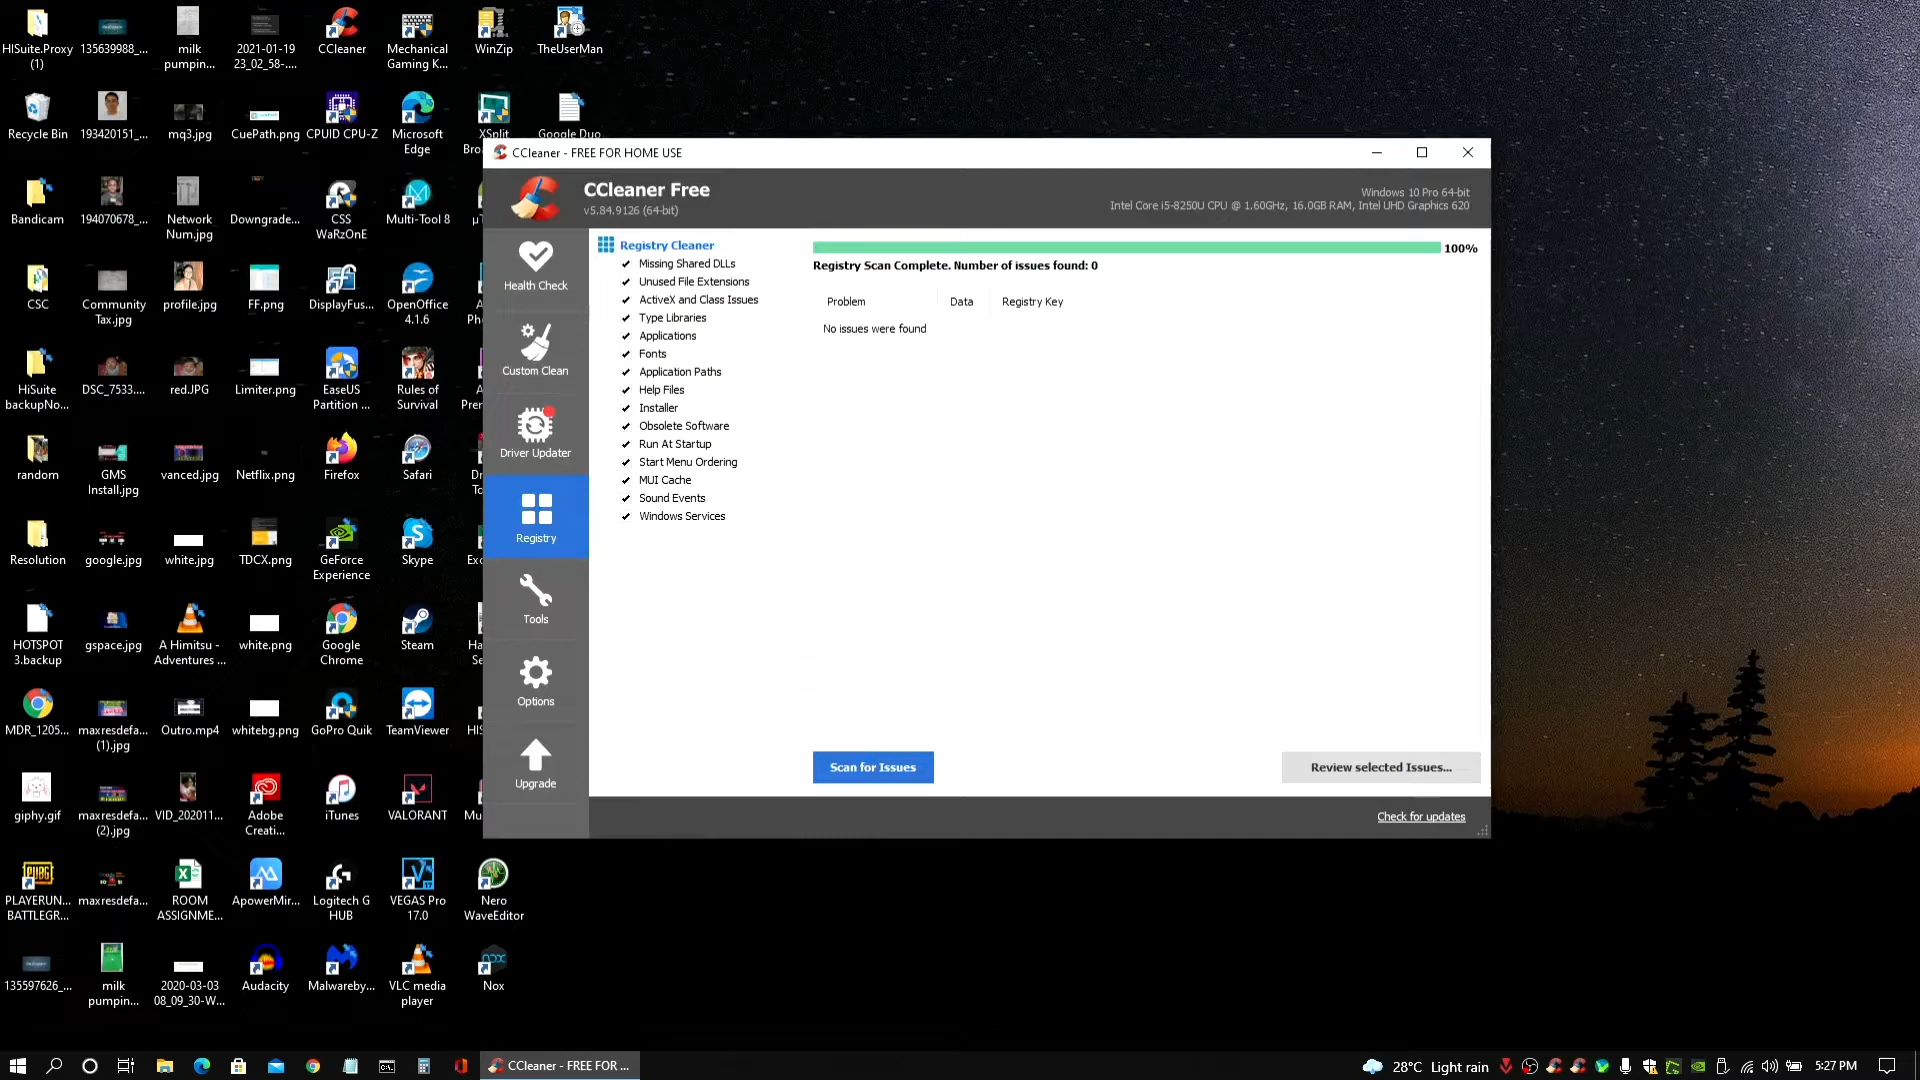 HISuite.Proxy
(1)
135639988_...
milk
pumpin...
2021-01-19
23_02_58-....
CCleaner
Mechanical
Gaming K...
WinZip
TheUserMan
Recycle Bin
193420151_...
mq3.jpg
CuePath.png
CPUID CPU-Z
Microsoft
Edge
XSplit
Bro
Google Duo
Bandicam
194070678_...
Network
Num.jpg
Downgrade...
CSS
WaRzOnE
Multi-Tool 8
CSC
Community
Tax.jpg
profile.jpg
FF.png
DisplayFus...
OpenOffice
4.1.6
HiSuite
backupNo...
DSC_7533....
red.JPG
Limiter.png
EaseUS
Partition ...
Rules of
Survival
random
GMS
Install.jpg
vanced.jpg
Netflix.png
Firefox
Safari
Resolution
google.jpg
white.jpg
TDCX.png
GeForce
Experience
Skype
HOTSPOT
3.backup
gspace.jpg
A Himitsu -
Adventures ...
white.png
Google
Chrome
Steam
MDR_1205...
maxresdefa...
(1).jpg
Outro.mp4
whitebg.png
GoPro Quik
TeamViewer
giphy.gif
maxresdefa...
(2).jpg
VID_202011...
Adobe
Creati...
iTunes
VALORANT
PLAYERUN...
BATTLEGR...
maxresdefa...
ROOM
ASSIGNME...
ApowerMir...
Logitech G
HUB
VEGAS Pro
17.0
Nero
WaveEditor
135597626_...
milk
pumpin...
2020-03-03
08_09_30-W...
Audacity
Malwareby...
VLC media
player
Nox
CCleaner - FREE FOR HOME USE
CCleaner Free
v5.84.9126 (64-bit)
Windows 10 Pro 64-bit
Intel Core i5-8250U CPU @ 1.60GHz, 16.0GB RAM, Intel UHD Graphics 620
Health Check
Custom Clean
Driver Updater
Registry
Tools
Options
Upgrade
Registry Cleaner
Missing Shared DLLs
Unused File Extensions
ActiveX and Class Issues
Type Libraries
Applications
Fonts
Application Paths
Help Files
Installer
Obsolete Software
Run At Startup
Start Menu Ordering
MUI Cache
Sound Events
Windows Services
100%
Registry Scan Complete. Number of issues found: 0
Problem Data Registry Key
No issues were found
Scan for Issues
Review selected Issues...
Check for updates
CCleaner - FREE FOR ...
28°C Light rain
5:27 PM